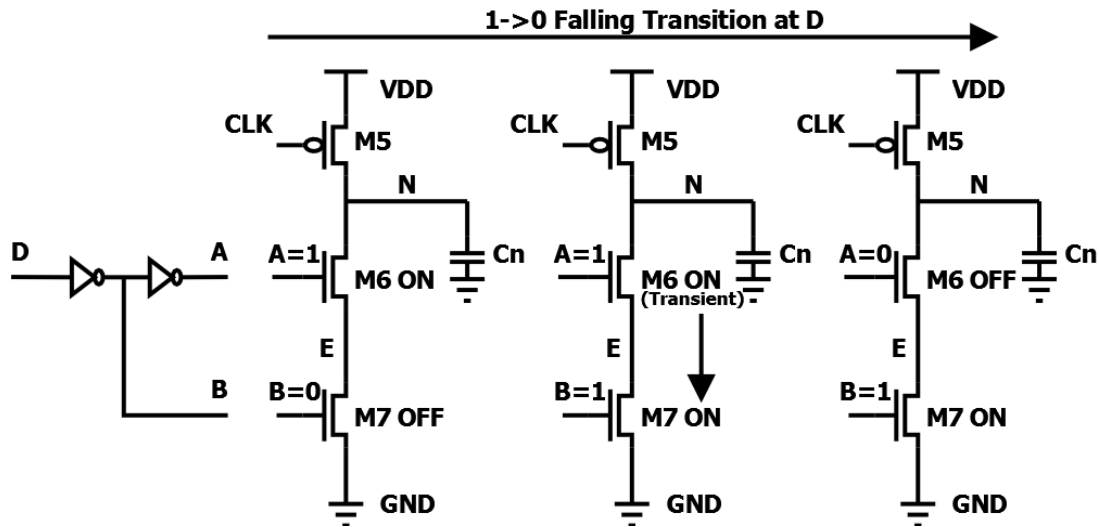 1->0 Falling Transition at D
VDD
VDD
VDD
CLK
M5
CLK
M5
CLK
M5
N
N
N
D
A
A=1
Cn
A=1
Cn
A=0
Cn
M6 ON
M6 ON
(Transient)
M6 OFF
E
E
E
B
B=0
B=1
B=1
M7 OFF
M7 ON
M7 ON
GND
GND
GND